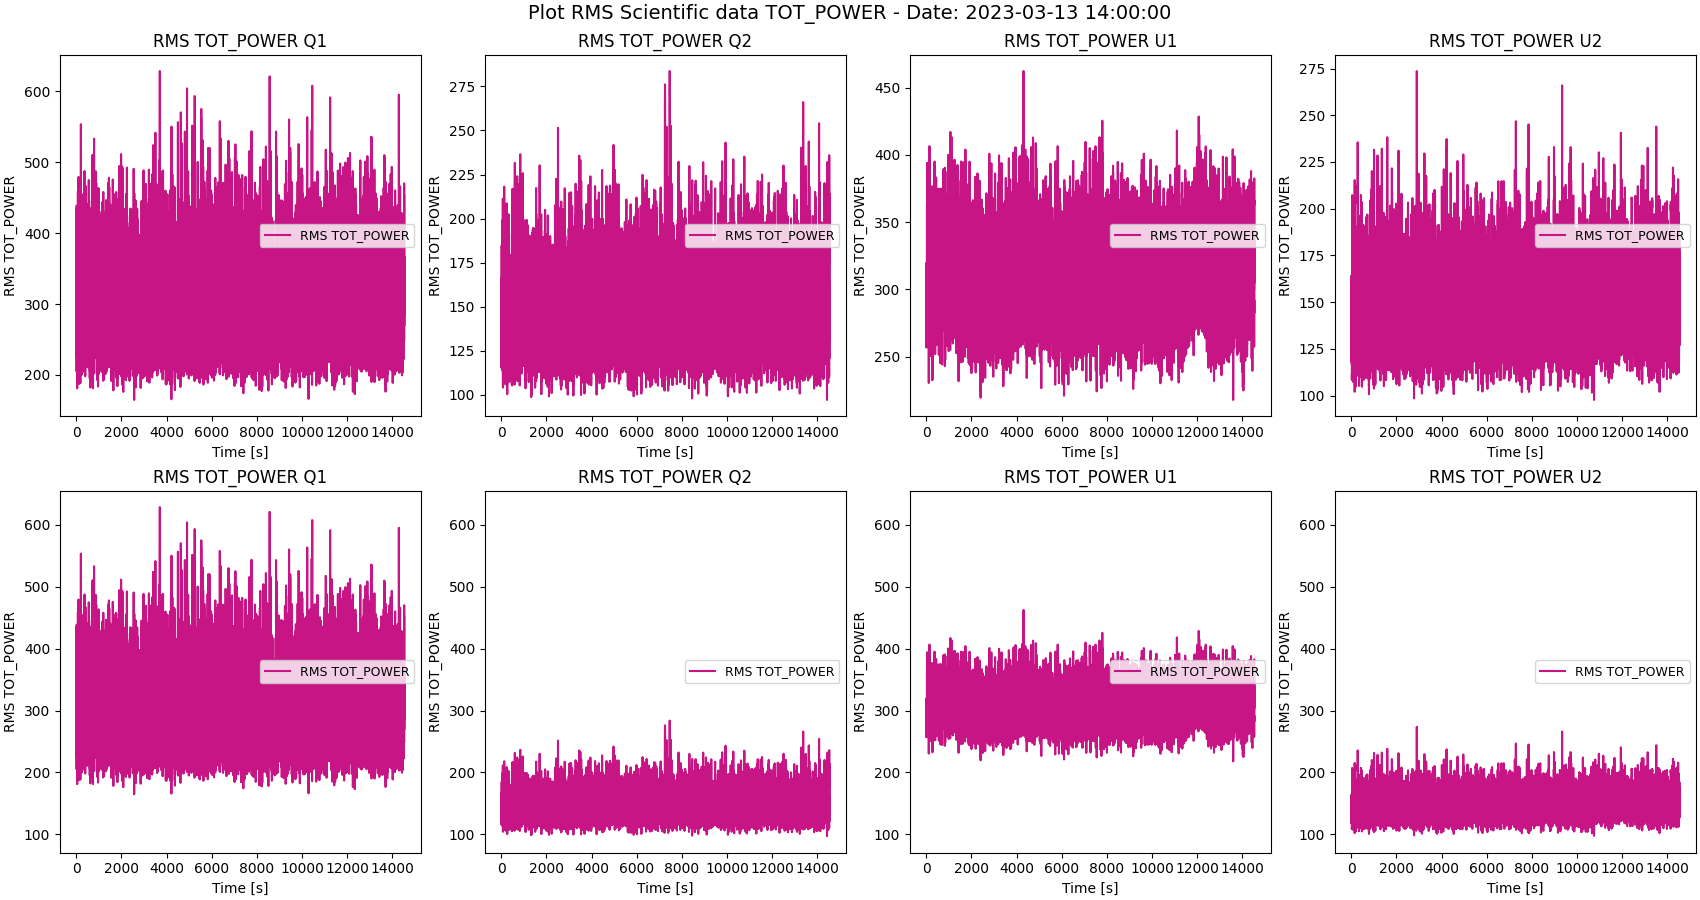 Plot RMS Scientific data TOT_POWER - Date: 2023-03-13 14:00:00
RMS TOT_POWER Q1
RMS TOT_POWER
600
500
400
300
200
RMS TOT_POWER
0 2000 4000 6000 8000 10000 12000 14000
Time [s]
RMS TOT_POWER Q2
RMS TOT_POWER
275
250
225
200
175
150
125
100
RMS TOT_POWER
0 2000 4000 6000 8000 10000 12000 14000
Time [s]
RMS TOT_POWER U1
RMS TOT_POWER
450
400
350
300
250
RMS TOT_POWER
0 2000 4000 6000 8000 10000 12000 14000
Time [s]
RMS TOT_POWER U2
RMS TOT_POWER
275
250
225
200
175
150
125
100
RMS TOT_POWER
0 2000 4000 6000 8000 10000 12000 14000
Time [s]
RMS TOT_POWER Q1
RMS TOT_POWER
600
500
400
300
200
100
RMS TOT_POWER
0 2000 4000 6000 8000 10000 12000 14000
Time [s]
RMS TOT_POWER Q2
RMS TOT_POWER
600
500
400
300
200
100
RMS TOT_POWER
0 2000 4000 6000 8000 10000 12000 14000
Time [s]
RMS TOT_POWER U1
RMS TOT_POWER
600
500
400
300
200
100
RMS TOT_POWER
0 2000 4000 6000 8000 10000 12000 14000
Time [s]
RMS TOT_POWER U2
RMS TOT_POWER
600
500
400
300
200
100
RMS TOT_POWER
0 2000 4000 6000 8000 10000 12000 14000
Time [s]